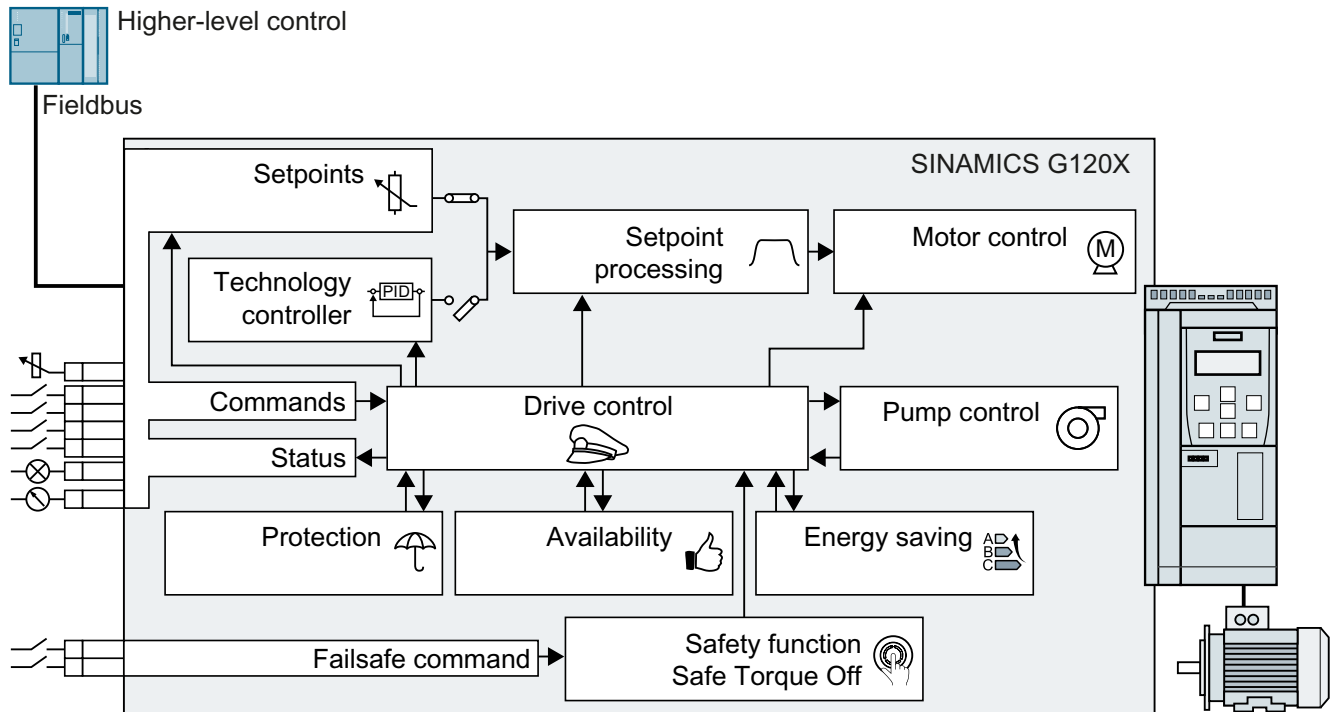 Higher-level control
Fieldbus
SINAMICS G120X
Setpoints
Setpoint
processing
Motor control
M
Technology
controller
PID
Commands
Drive control
Pump control
Status
Protection
Availability
Energy saving
A
B
C
Failsafe command
Safety function
Safe Torque Off